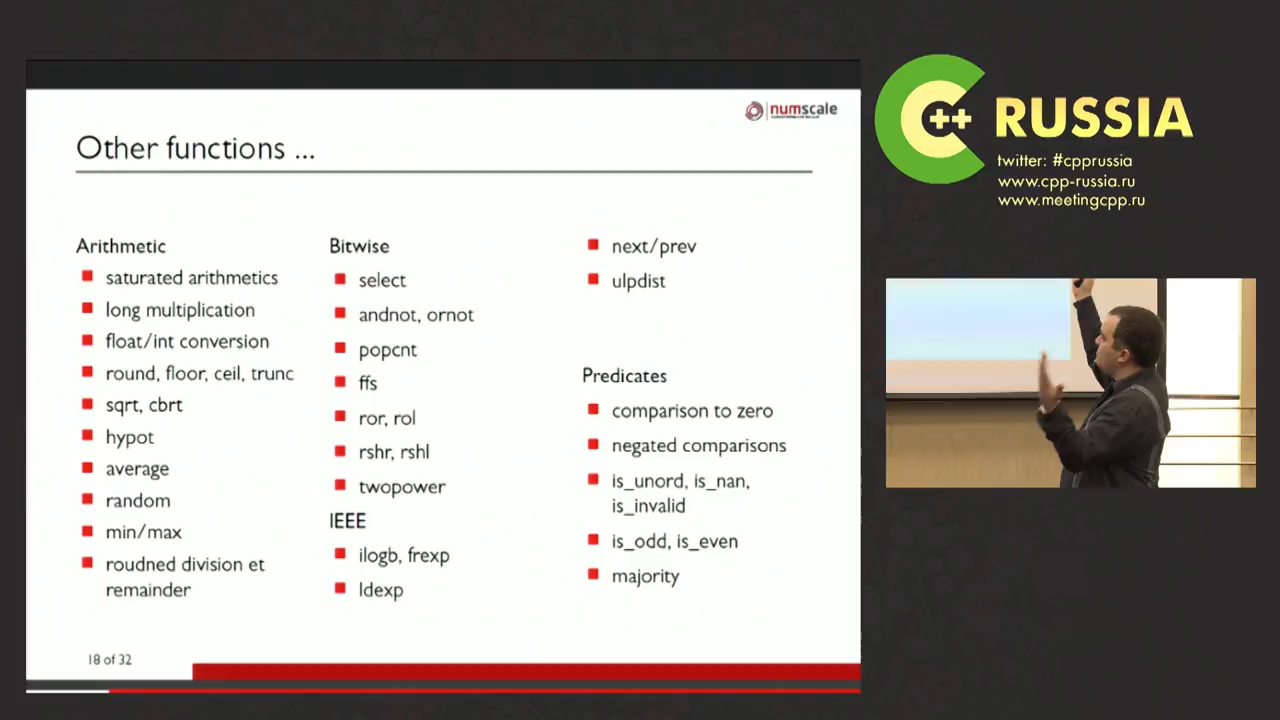 numscale
Other functions ...
Arithmetic
saturated arithmetics
long multiplication
float/int conversion
round, floor, ceil, trunc
sqrt, cbrt
hypot
average
random
min/max
roudned division et
remainder
Bitwise
select
andnot, ornot
popcnt
ffs
ror, rol
rshr, rshl
twopower
IEEE
ilogb, frexp
ldexp
next/prev
ulpdist
Predicates
comparison to zero
negated comparisons
is_unord, is_nan,
is_invalid
is_odd, is_even
majority
18 of 32
C++ RUSSIA
twitter: #cpprussia
www.cpp-russia.ru
www.meetingcpp.ru